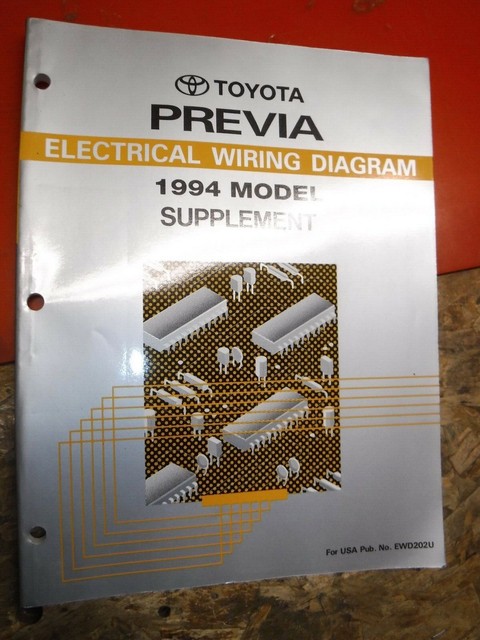 TOYOTA
PREVIA
ELECTRICAL WIRING DIAGRAM
1994 MODEL
SUPPLEMENT
For USA Pub. No. EWD202U